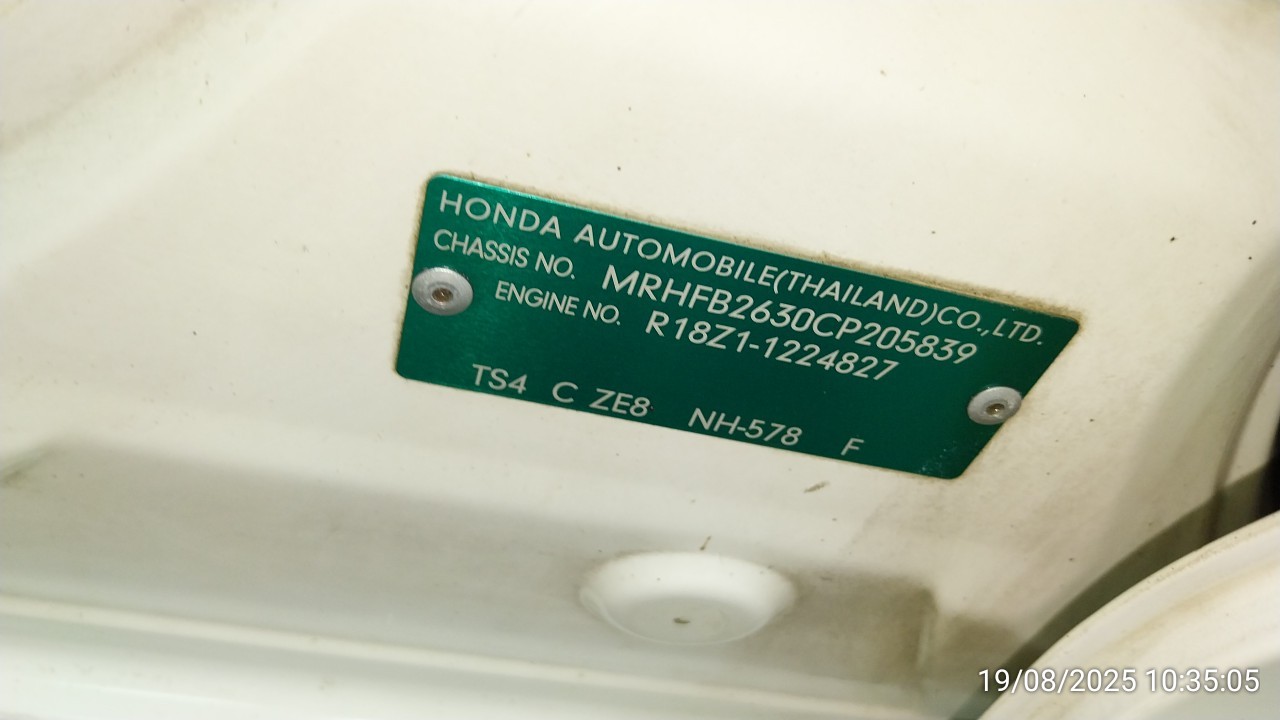 HONDA AUTOMOBILE(THAILAND)CO.,LTD.
CHASSIS NO. MRHFB2630CP205839
ENGINE NO. R18Z1-1224827
TS4 C ZE8 NH-578 F
19/08/2025 10:35:05